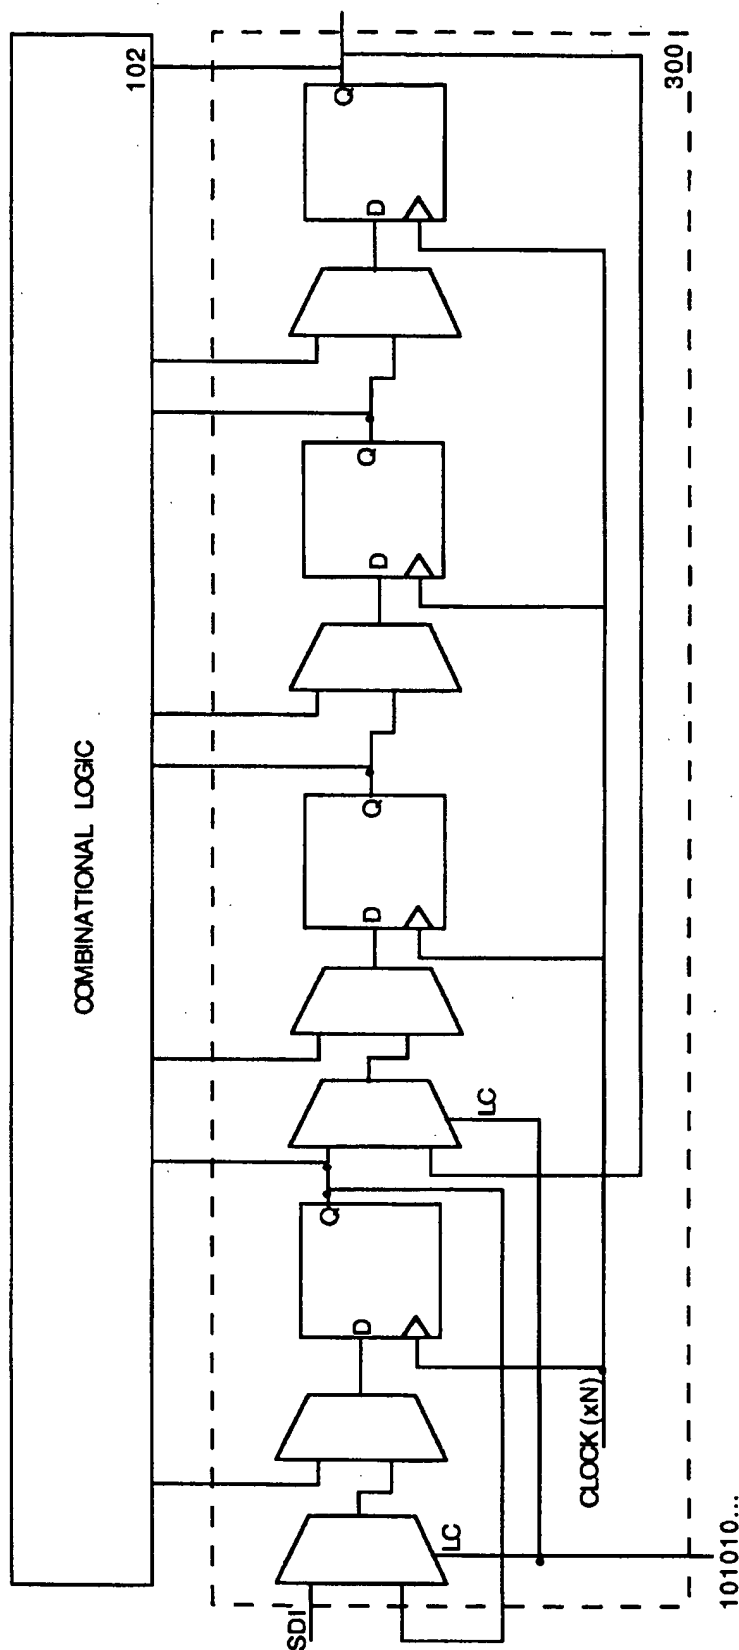 COMBINATIONAL LOGIC
102
300
SDI
LC
D
Q
LC
D
Q
D
Q
D
Q
CLOCK (xN)
101010...